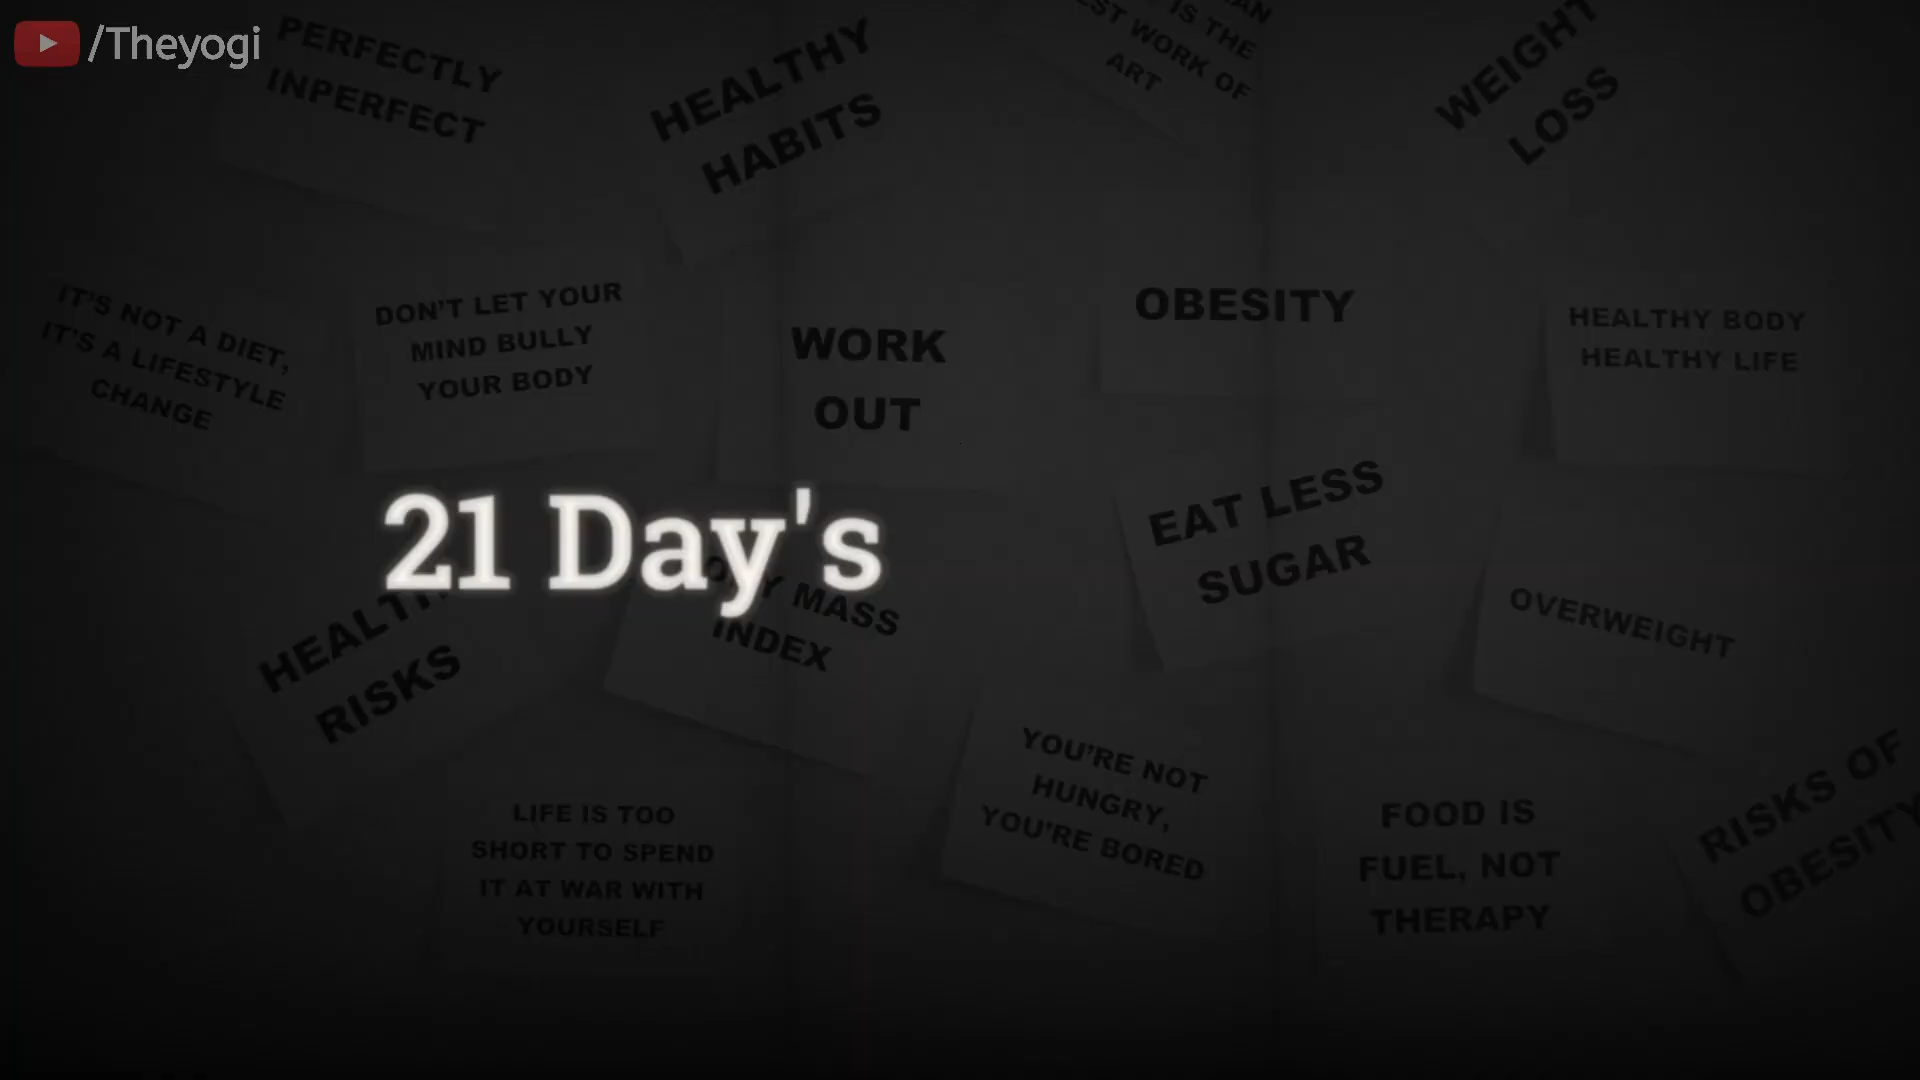 /Theyogi
PERFECTLY
INPERFECT
HEALTHY
HABITS
IS THE
WORK OF
ART
WEIGHT
LOSS
IT'S NOT A DIET,
IT'S A LIFESTYLE
CHANGE
DON'T LET YOUR
MIND BULLY
YOUR BODY
WORK
OUT
OBESITY
HEALTHY BODY
HEALTHY LIFE
21 Day's
EAT LESS
SUGAR
OVERWEIGHT
RISKS
MASS
INDEX
YOU'RE NOT
HUNGRY,
YOU'RE BORED
LIFE IS TOO
SHORT TO SPEND
IT AT WAR WITH
YOURSELF
FOOD IS
FUEL, NOT
THERAPY
RISKS OF
OBESITY